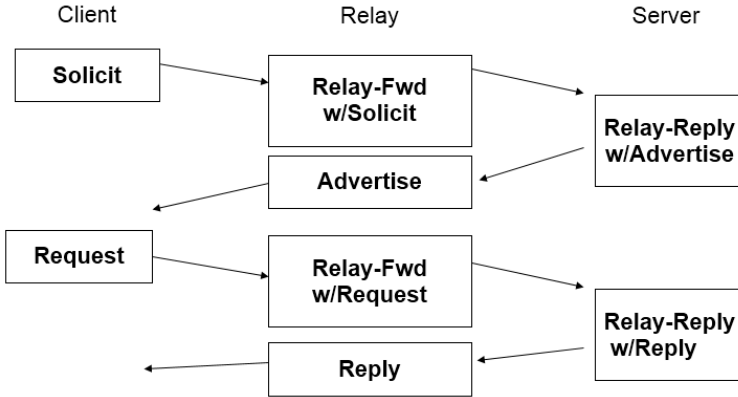 Client
Relay
Server
Solicit
Relay-Fwd
w/Solicit
Relay-Reply
w/Advertise
Advertise
Request
Relay-Fwd
w/Request
Relay-Reply
w/Reply
Reply